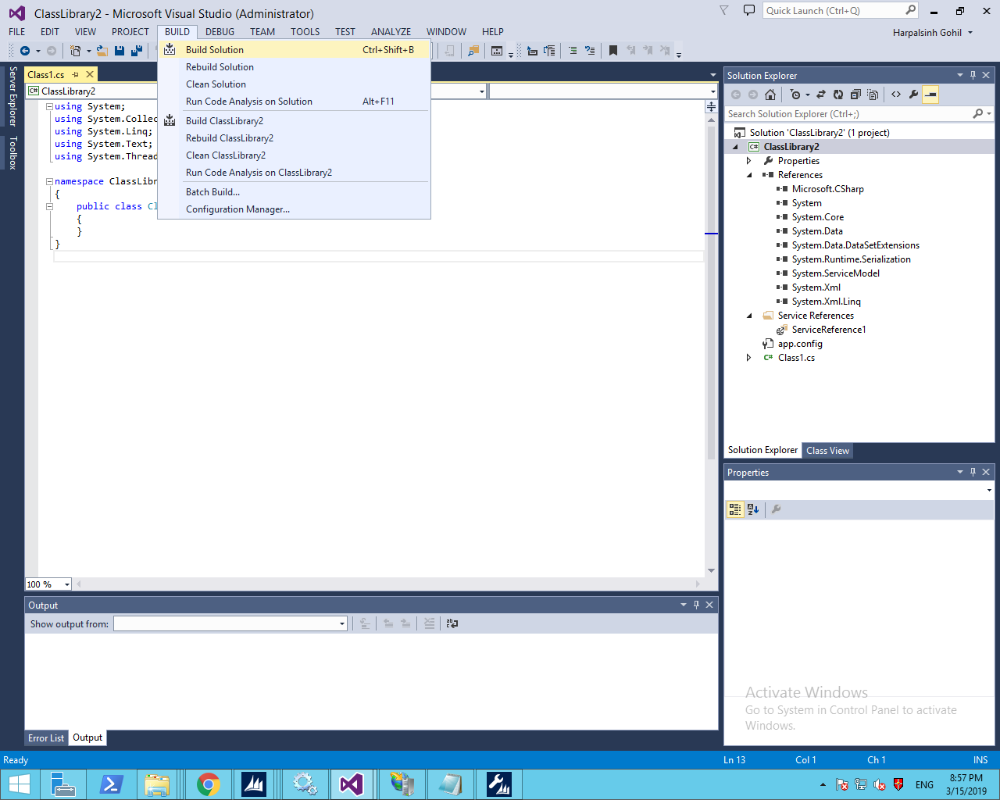 ClassLibrary2 - Microsoft Visual Studio (Administrator)
Quick Launch (Ctrl+Q)
FILE EDIT VIEW PROJECT BUILD DEBUG TEAM TOOLS TEST ANALYZE WINDOW HELP
Harpalsinh Gohil
Build Solution Ctrl+Shift+B
Rebuild Solution
Clean Solution
Run Code Analysis on Solution Alt+F11
Build ClassLibrary2
Rebuild ClassLibrary2
Clean ClassLibrary2
Run Code Analysis on ClassLibrary2
Batch Build...
Configuration Manager...
Server Explorer
Toolbox
Class1.cs
C# ClassLibrary2
using System;
using System.Collec
using System.Linq;
using System.Text;
using System.Thread
namespace ClassLibr
{
public class Cl
{
}
}
100 %
Output
Show output from:
Error List Output
Solution Explorer
Search Solution Explorer (Ctrl+;)
Solution 'ClassLibrary2' (1 project)
C# ClassLibrary2
Properties
References
Microsoft.CSharp
System
System.Core
System.Data
System.Data.DataSetExtensions
System.Runtime.Serialization
System.ServiceModel
System.Xml
System.Xml.Linq
Service References
ServiceReference1
app.config
C# Class1.cs
Solution Explorer Class View
Properties
Activate Windows
Go to System in Control Panel to activate
Windows.
Ready Ln 13 Col 1 Ch 1 INS
ENG
8:57 PM
3/15/2019